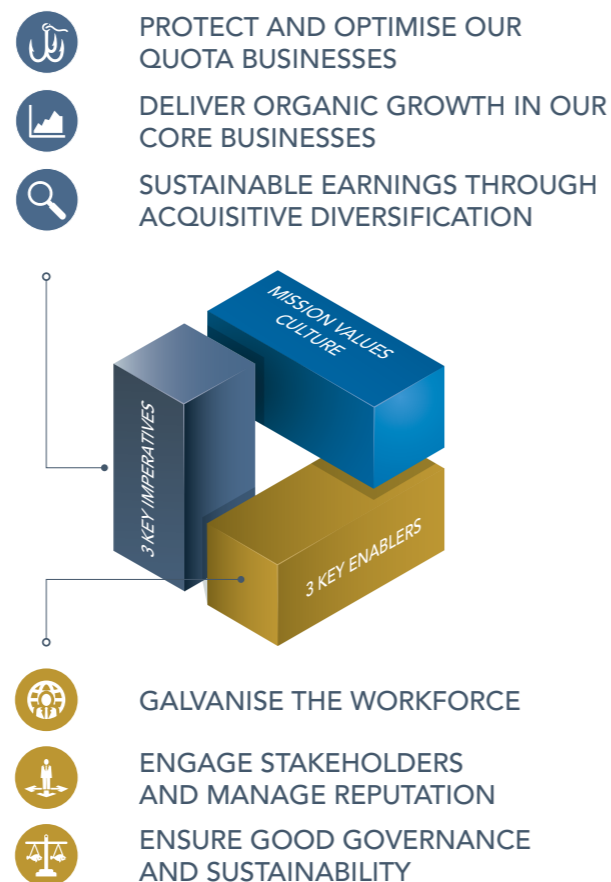 PROTECT AND OPTIMISE OUR
QUOTA BUSINESSES
DELIVER ORGANIC GROWTH IN OUR
CORE BUSINESSES
SUSTAINABLE EARNINGS THROUGH
ACQUISITIVE DIVERSIFICATION
MISSION VALUES
CULTURE
3 KEY IMPERATIVES
3 KEY ENABLERS
GALVANISE THE WORKFORCE
ENGAGE STAKEHOLDERS
AND MANAGE REPUTATION
ENSURE GOOD GOVERNANCE
AND SUSTAINABILITY